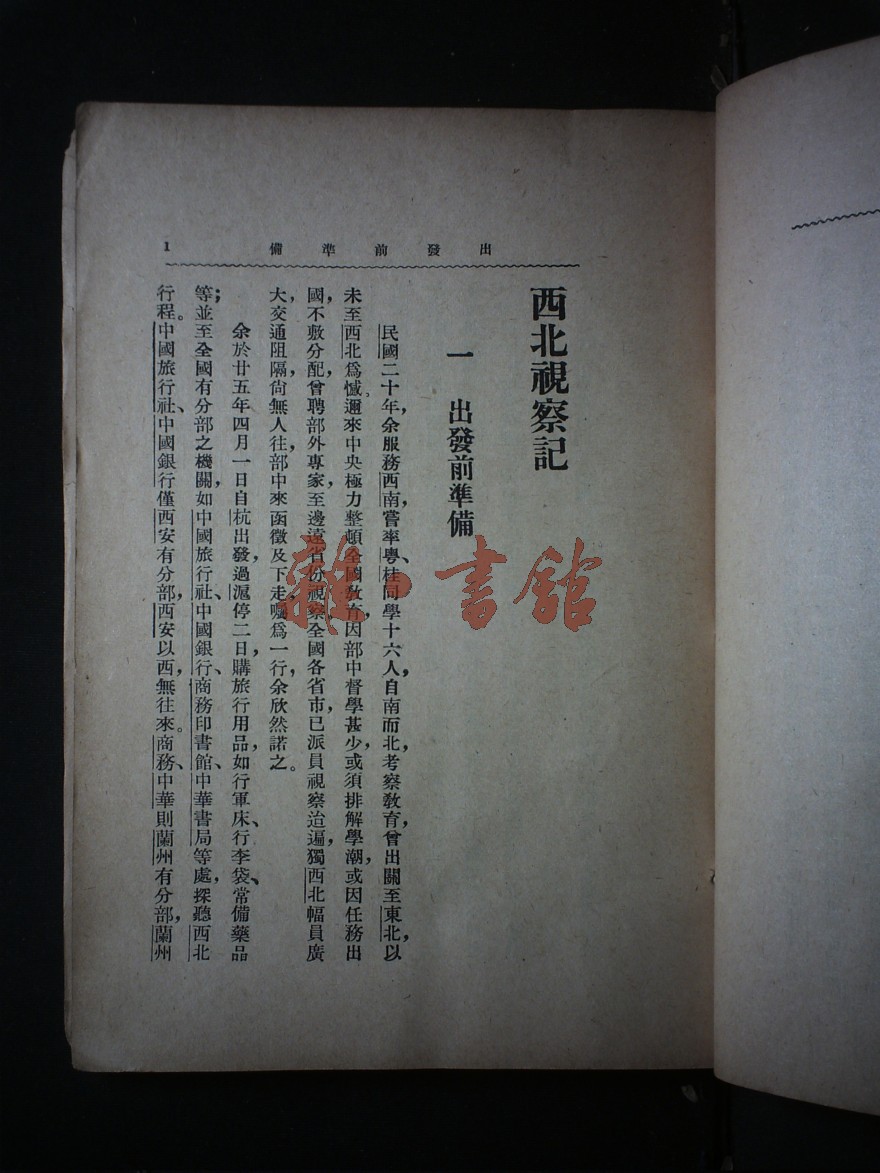 出發前準備
1
西北視察記
一 出發前準備
民國二十年，余服務西南，嘗率粵、桂同學十六人，自南而北，考察教育，曾出關至東北，以
未至西北爲憾。邇來中央極力整頓全國教育，因部中督學甚少，或須排解學潮，或因任務出
國，不敷分配，曾聘部外專家至邊遠省份視察。全國各省市，已派員視察治遍，獨西北幅員廣
大，交通阻隔，尙無人往，部中來函徵及下走，囑爲一行，余欣然諾之。
余於廿五年四月一日自杭出發，過滬停二日，購旅行用品，如行軍床、行李袋、常備藥品
等；並至全國有分部之機關，如中國旅行社、中國銀行、商務印書館、中華書局等處，探聽西北
行程。中國旅行社、中國銀行僅西安有分部，西安以西，無往來。商務、中華則蘭州有分部，蘭州
雜書館